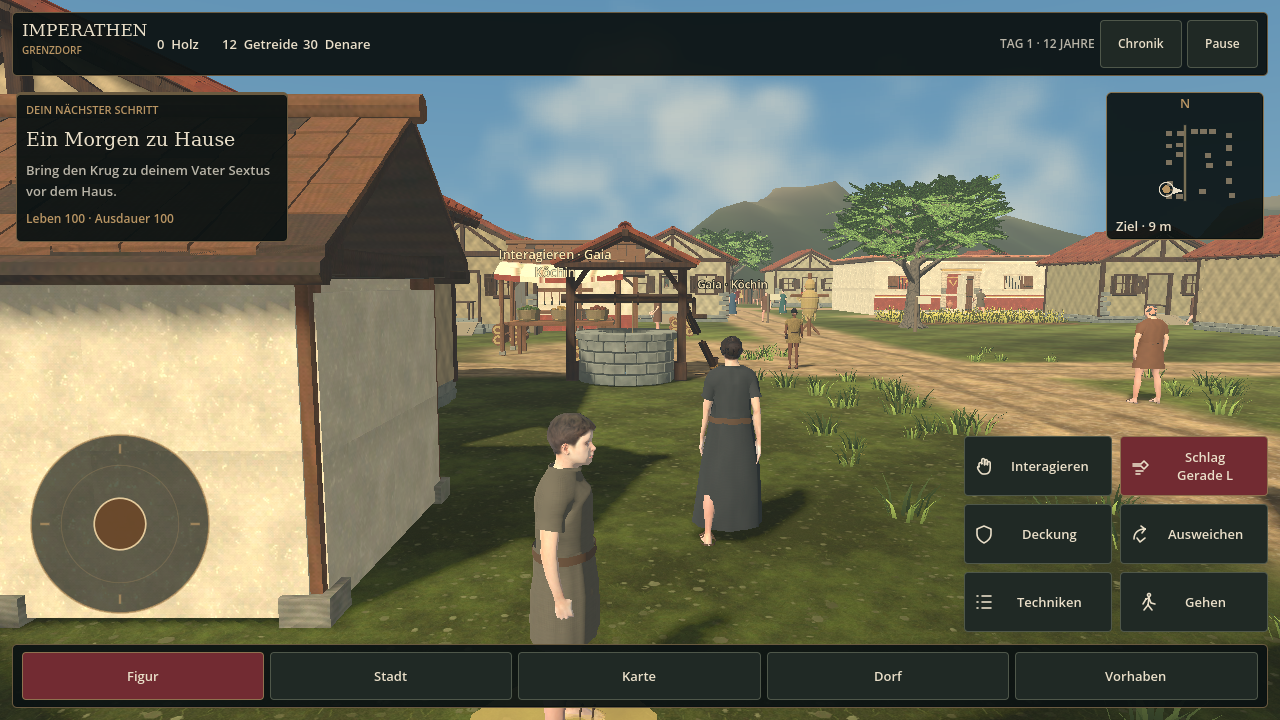 IMPERATHEN
GRENZDORF
0 Holz 12 Getreide 30 Denare
TAG 1 · 12 JAHRE
Chronik
Pause
DEIN NÄCHSTER SCHRITT
Ein Morgen zu Hause
Bring den Krug zu deinem Vater Sextus
vor dem Haus.
Leben 100 · Ausdauer 100
N
Ziel · 9 m
Interagieren · Gaia
Köchin
Gaia · Köchin
Interagieren
Schlag
Gerade L
Deckung
Ausweichen
Techniken
Gehen
Figur
Stadt
Karte
Dorf
Vorhaben